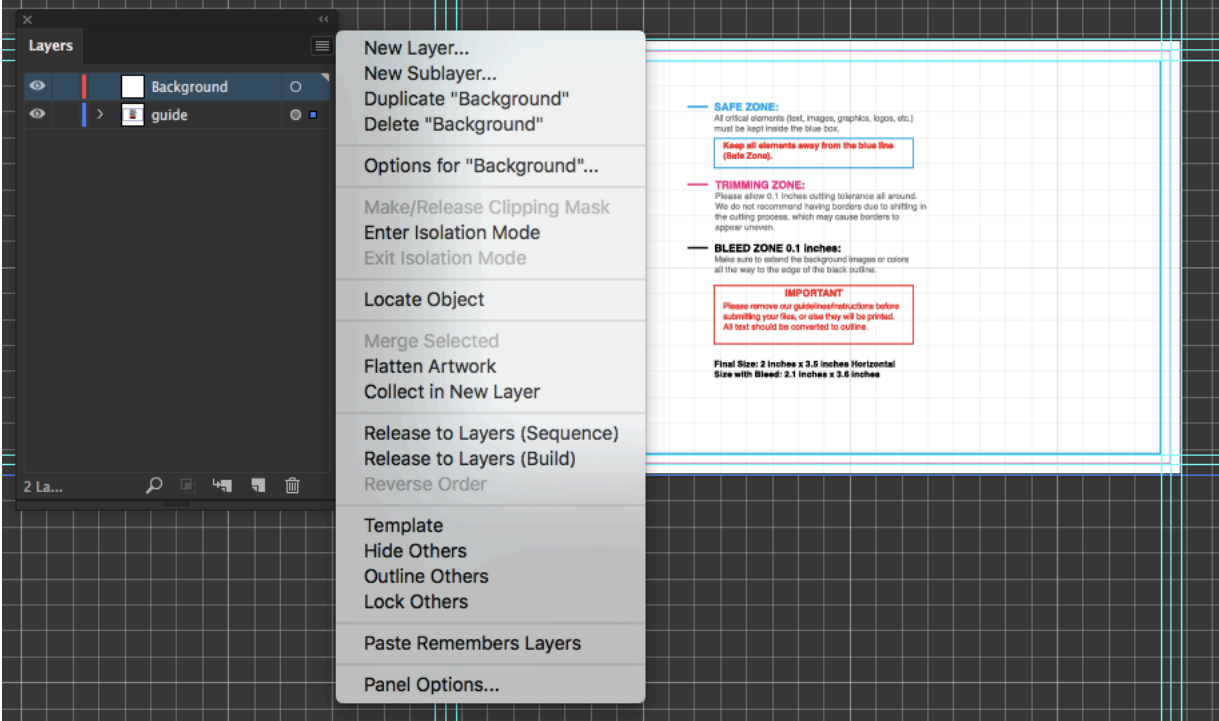 Layers
Background
guide
2 La...
New Layer...
New Sublayer...
Duplicate "Background"
Delete "Background"
Options for "Background"...
Make/Release Clipping Mask
Enter Isolation Mode
Exit Isolation Mode
Locate Object
Merge Selected
Flatten Artwork
Collect in New Layer
Release to Layers (Sequence)
Release to Layers (Build)
Reverse Order
Template
Hide Others
Outline Others
Lock Others
Paste Remembers Layers
Panel Options...
SAFE ZONE:
All critical elements (text, images, graphics, logos, etc.)
must be kept inside the blue box.
Keep all elements away from the blue line
(Safe Zone).
TRIMMING ZONE:
Please allow 0.1 inches cutting tolerance all around.
We do not recommend having borders due to shifting in
the cutting process, which may cause borders to
appear uneven.
BLEED ZONE 0.1 inches:
Make sure to extend the background images or colors
all the way to the edge of the black outline.
IMPORTANT
Please remove our guidelines/instructions before
submitting your files, or else they will be printed.
All text should be converted to outline.
Final Size: 2 inches x 3.5 inches Horizontal
Size with Bleed: 2.1 inches x 3.6 inches